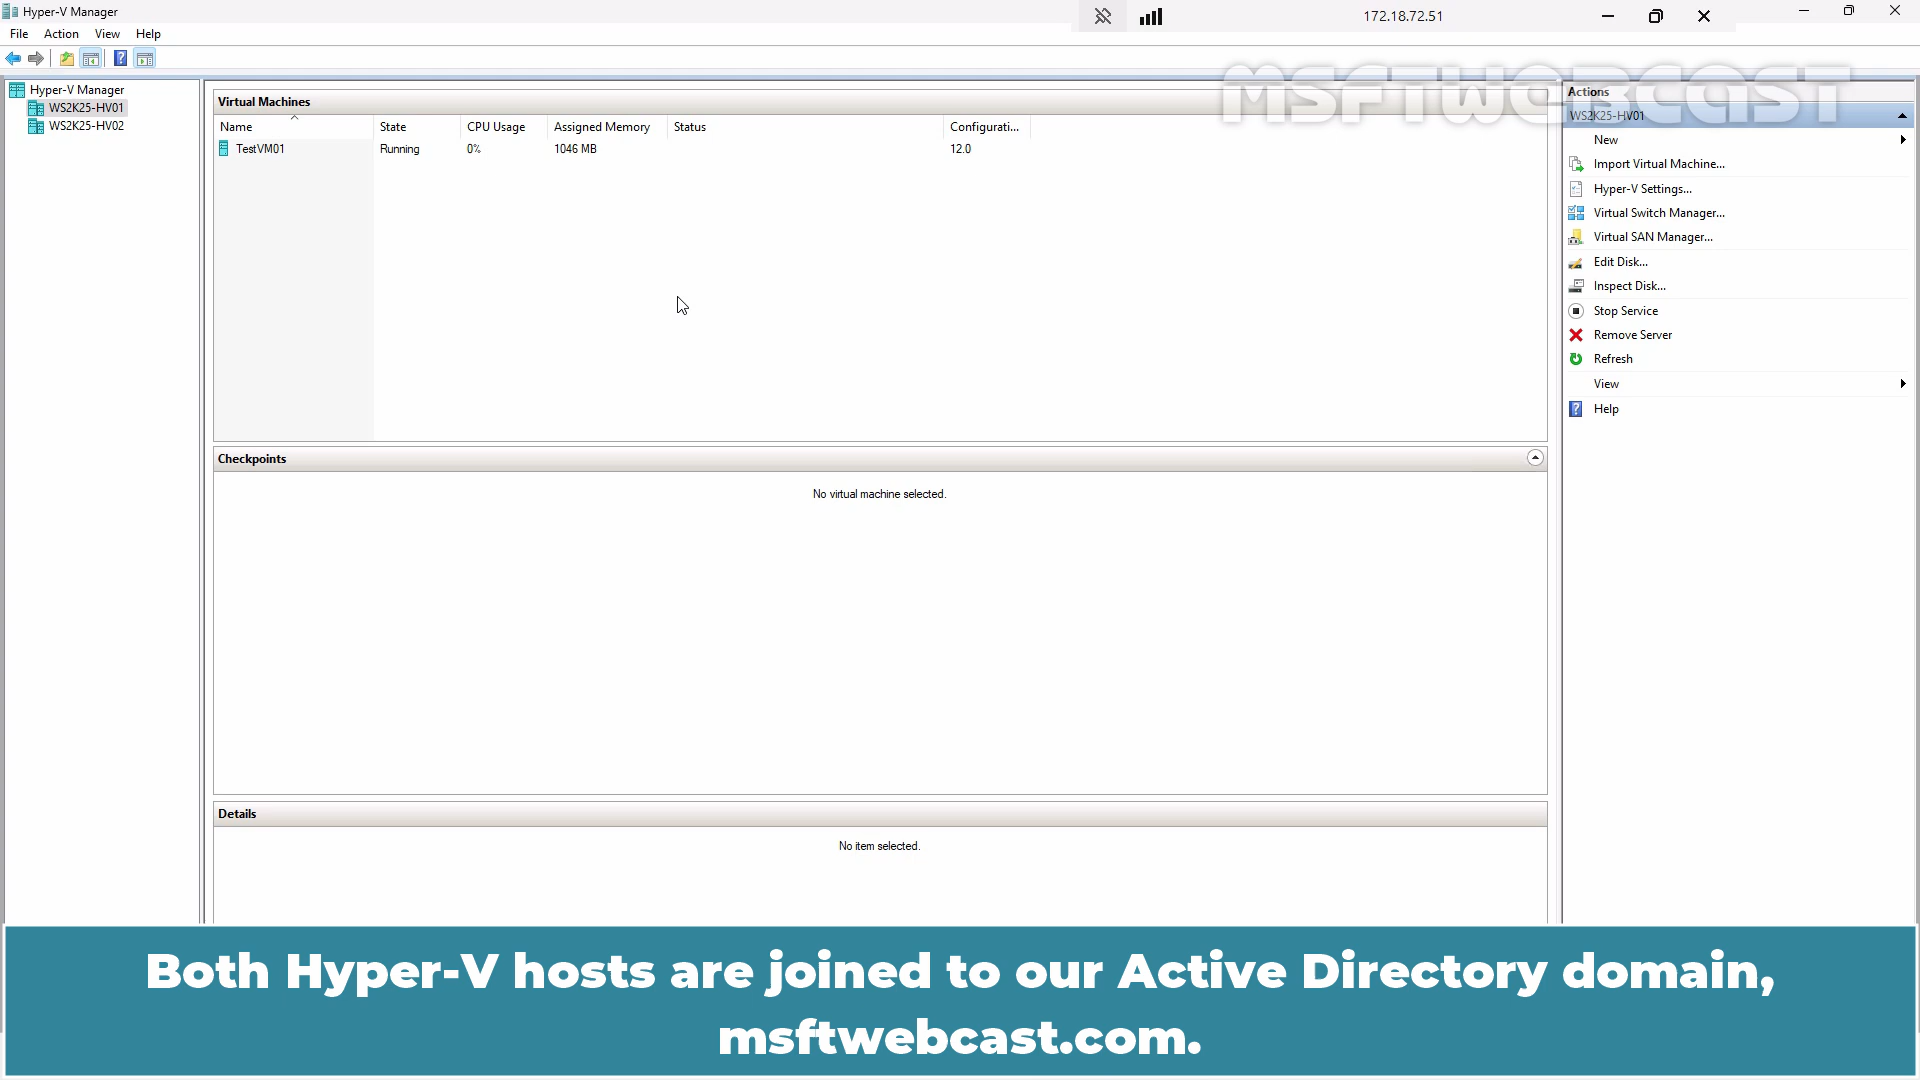 Hyper-V Manager
172.18.72.51
File Action View Help
MSFTWEBCAST
Hyper-V Manager
WS2K25-HV01
WS2K25-HV02
Virtual Machines
Name State CPU Usage Assigned Memory Status Configurati...
TestVM01 Running 0% 1046 MB 12.0
Checkpoints
No virtual machine selected.
Details
No item selected.
Actions
WS2K25-HV01
New
Import Virtual Machine...
Hyper-V Settings...
Virtual Switch Manager...
Virtual SAN Manager...
Edit Disk...
Inspect Disk...
Stop Service
Remove Server
Refresh
View
Help
Both Hyper-V hosts are joined to our Active Directory domain,
msftwebcast.com.